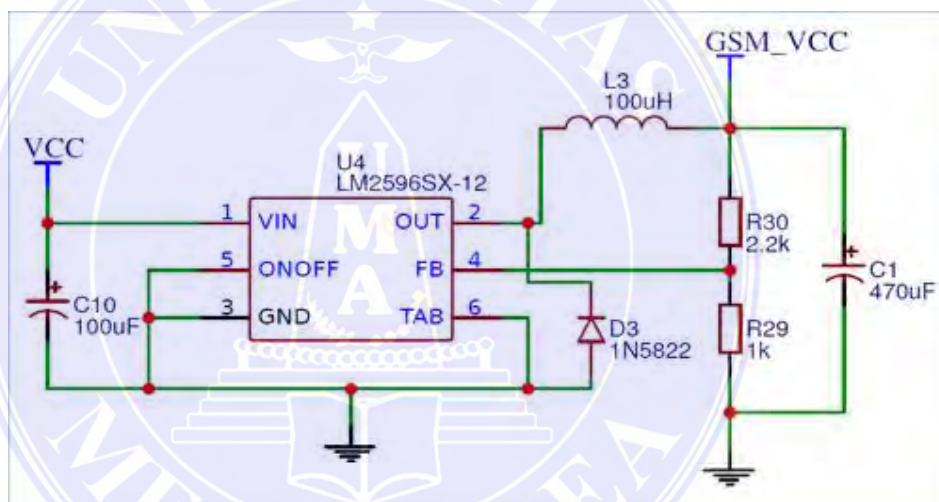 GSM_VCC
L3
100uH
VCC
U4
LM2596SX-12
1 VIN OUT 2
5 ONOFF FB 4
3 GND TAB 6
+
C10
100uF
D3
1N5822
R30
2.2k
R29
1k
+
C1
470uF
U
M
A